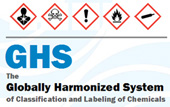 GHS
The
Globally Harmonized System
of Classification and Labeling of Chemicals